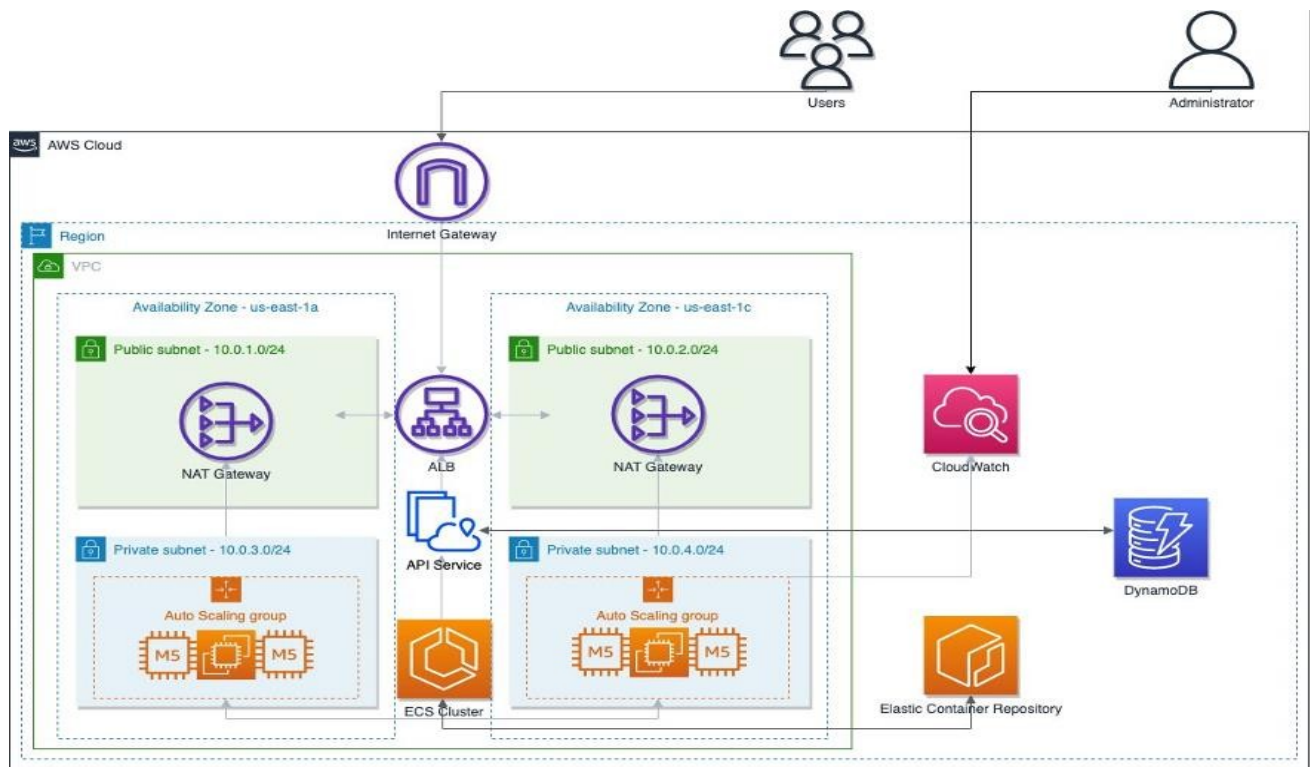 Users
Administrator
aws
AWS Cloud
Internet Gateway
Region
VPC
Availability Zone - us-east-1a
Availability Zone - us-east-1c
Public subnet - 10.0.1.0/24
Public subnet - 10.0.2.0/24
NAT Gateway
ALB
NAT Gateway
CloudWatch
Private subnet - 10.0.3.0/24
API Service
Private subnet - 10.0.4.0/24
DynamoDB
Auto Scaling group
Auto Scaling group
M5
M5
M5
M5
ECS Cluster
Elastic Container Repository